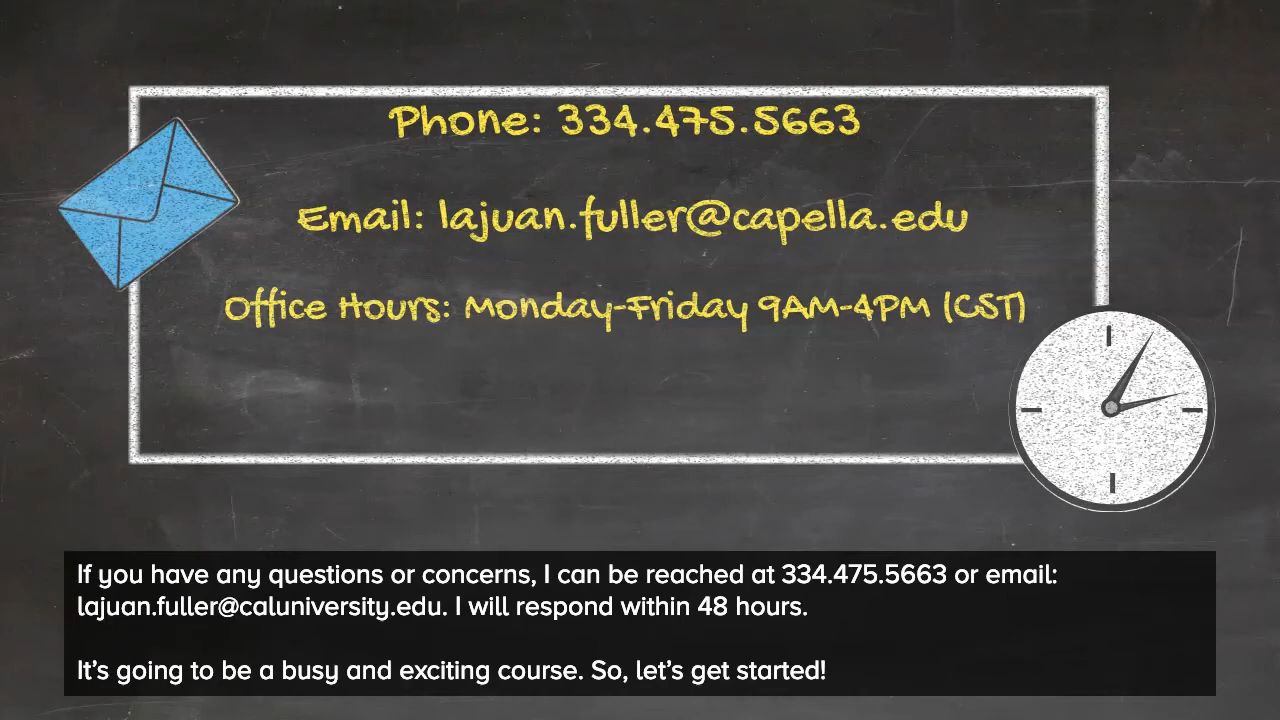 Phone: 334.475.5663
Email: lajuan.fuller@capella.edu
Office Hours: Monday-Friday 9AM-4PM (CST)
If you have any questions or concerns, I can be reached at 334.475.5663 or email:
lajuan.fuller@caluniversity.edu. I will respond within 48 hours.
It's going to be a busy and exciting course. So, let's get started!